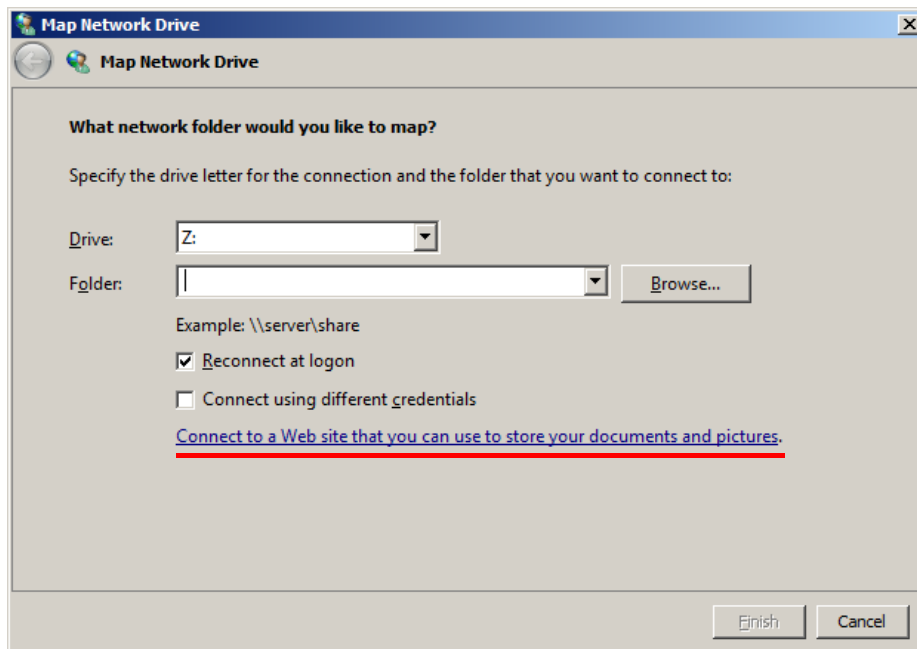 Map Network Drive
Map Network Drive
What network folder would you like to map?
Specify the drive letter for the connection and the folder that you want to connect to:
Drive: Z:
Folder: Browse...
Example: \\server\share
Reconnect at logon
Connect using different credentials
Connect to a Web site that you can use to store your documents and pictures.
Finish Cancel